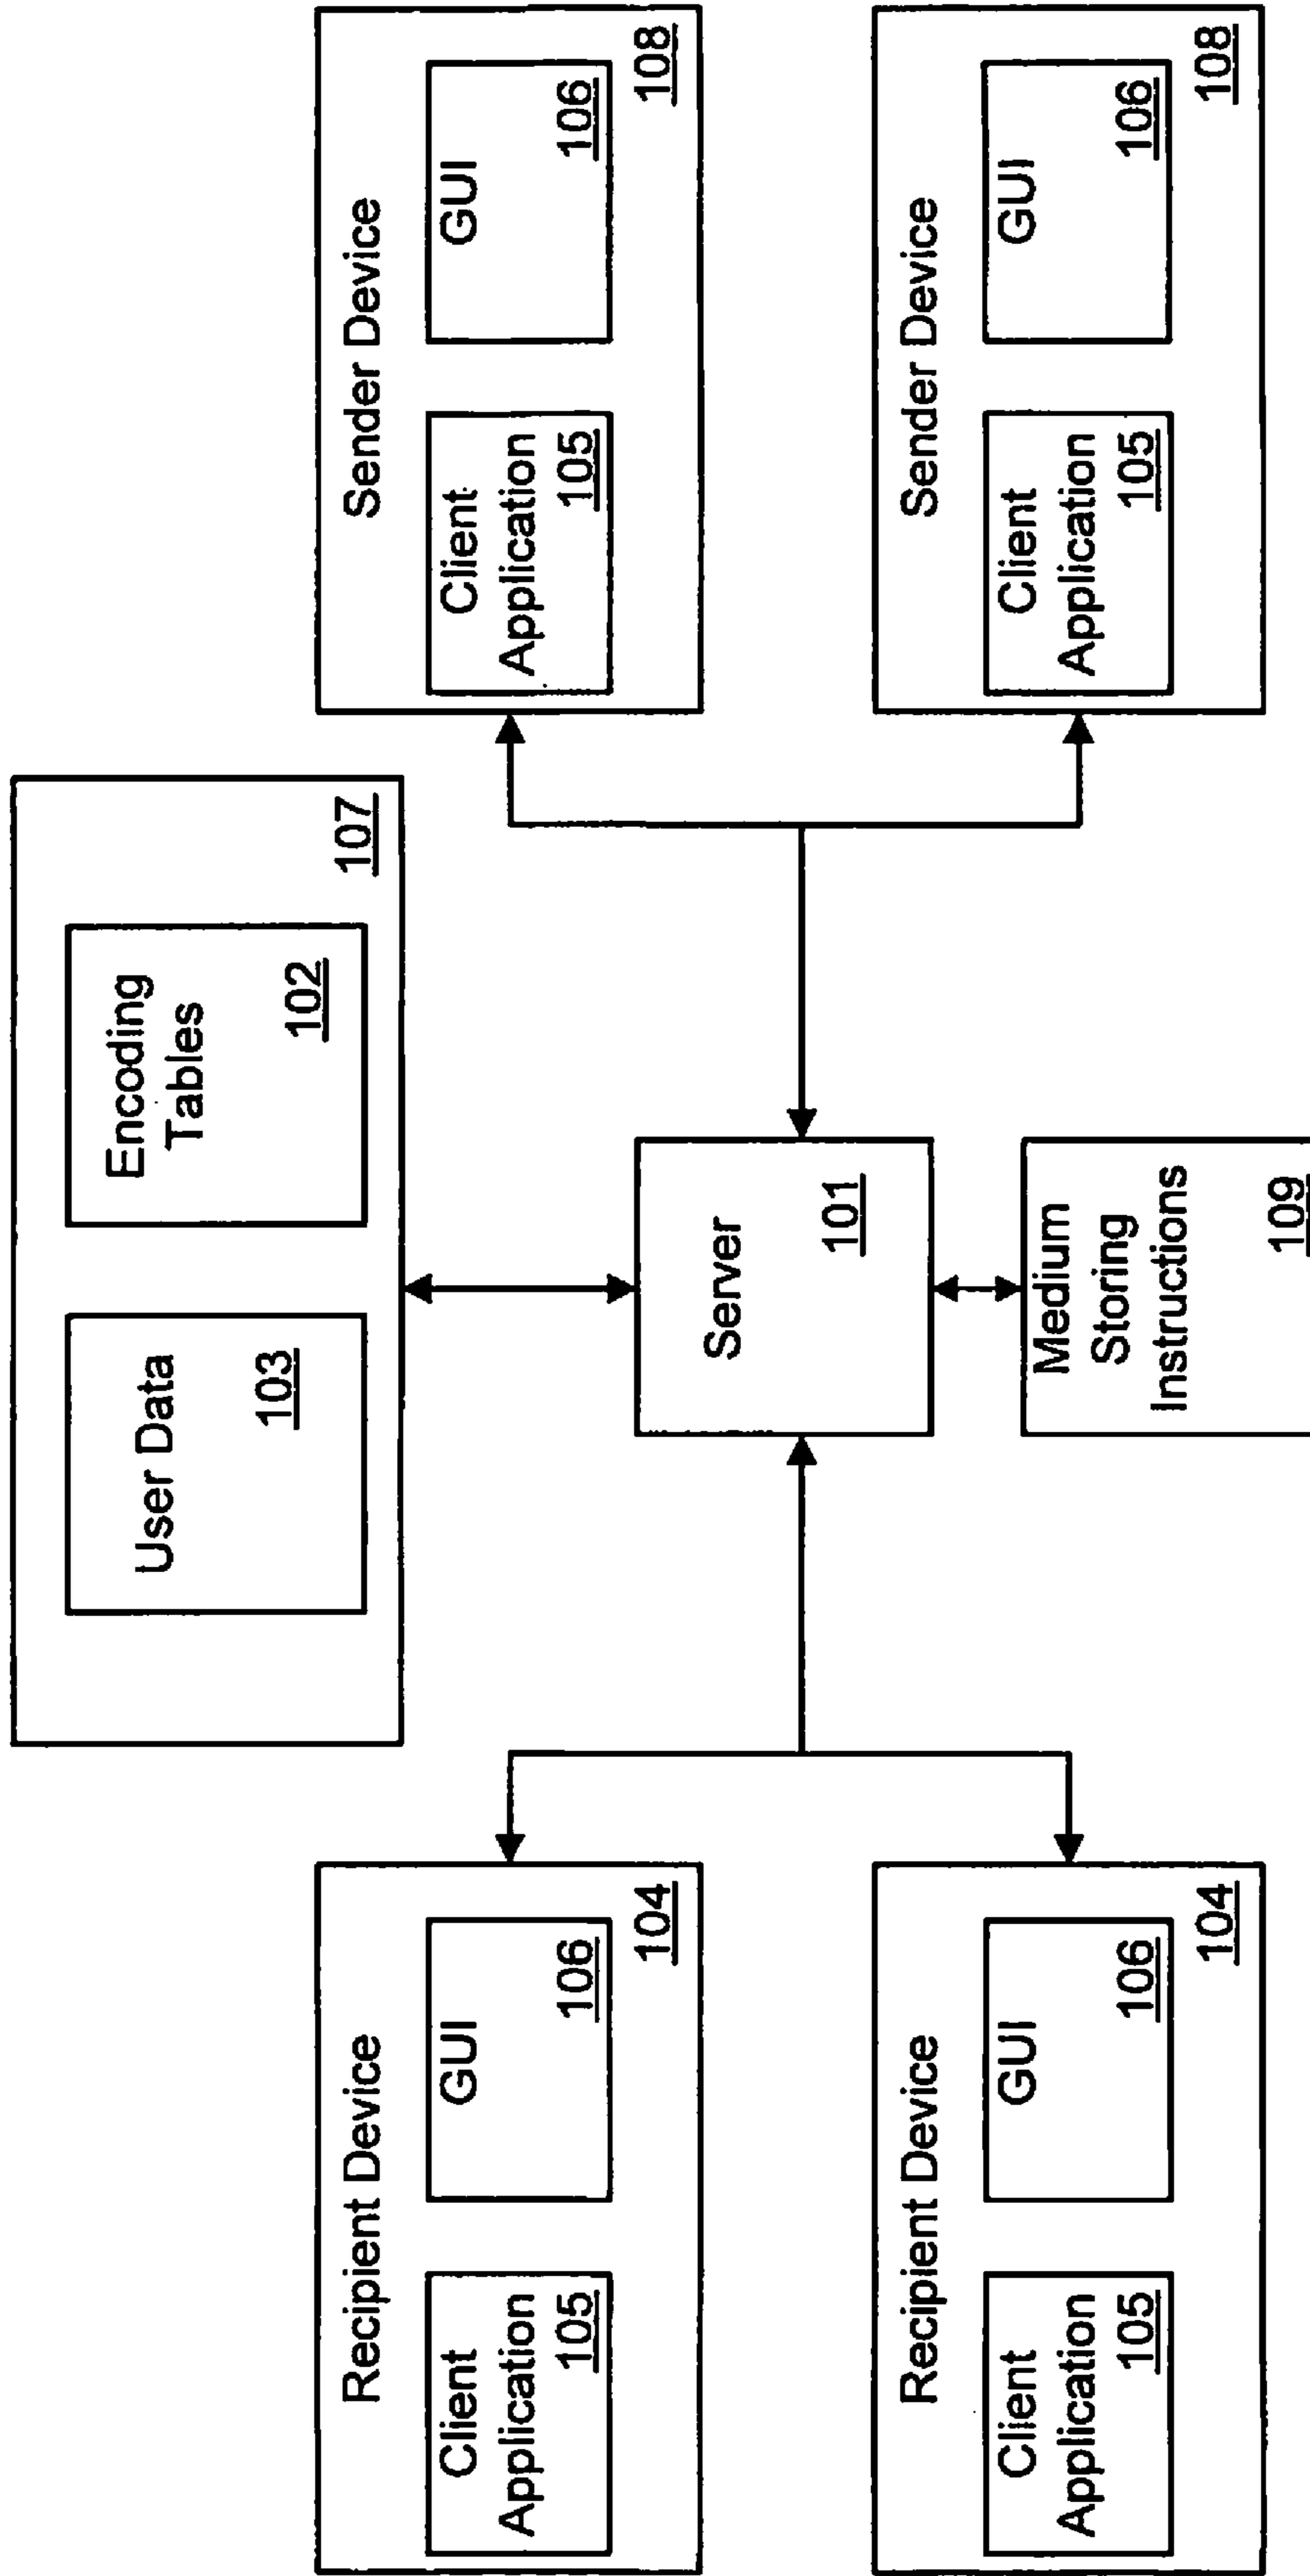 User Data
103
Encoding
Tables
102
107
Recipient Device
Client
Application
105
GUI
106
104
Recipient Device
Client
Application
105
GUI
106
104
Server
101
Medium
Storing
Instructions
109
Sender Device
Client
Application
105
GUI
106
108
Sender Device
Client
Application
105
GUI
106
108